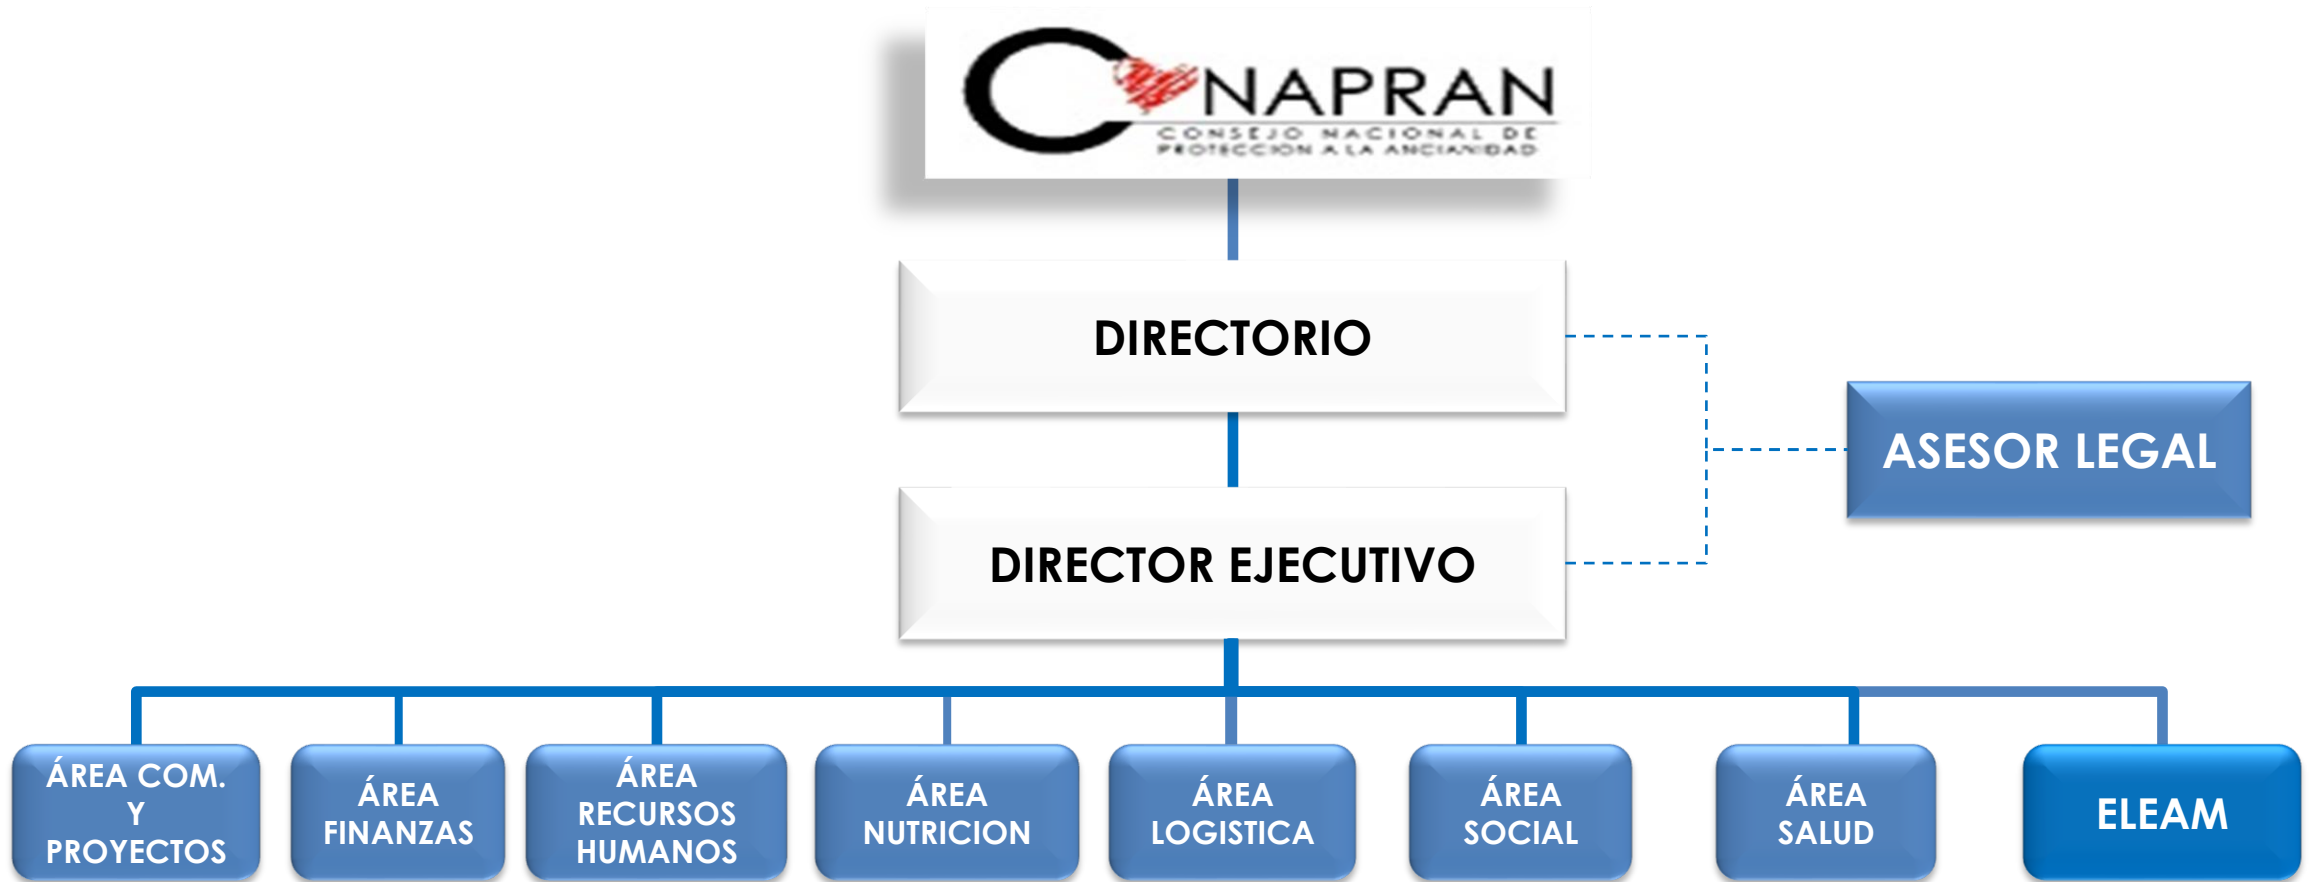 CONAPRAN
CONSEJO NACIONAL DE
PROTECCION A LA ANCIANIDAD
DIRECTORIO
ASESOR LEGAL
DIRECTOR EJECUTIVO
ÁREA COM.
Y
PROYECTOS
ÁREA
FINANZAS
ÁREA
RECURSOS
HUMANOS
ÁREA
NUTRICION
ÁREA
LOGISTICA
ÁREA
SOCIAL
ÁREA
SALUD
ELEAM